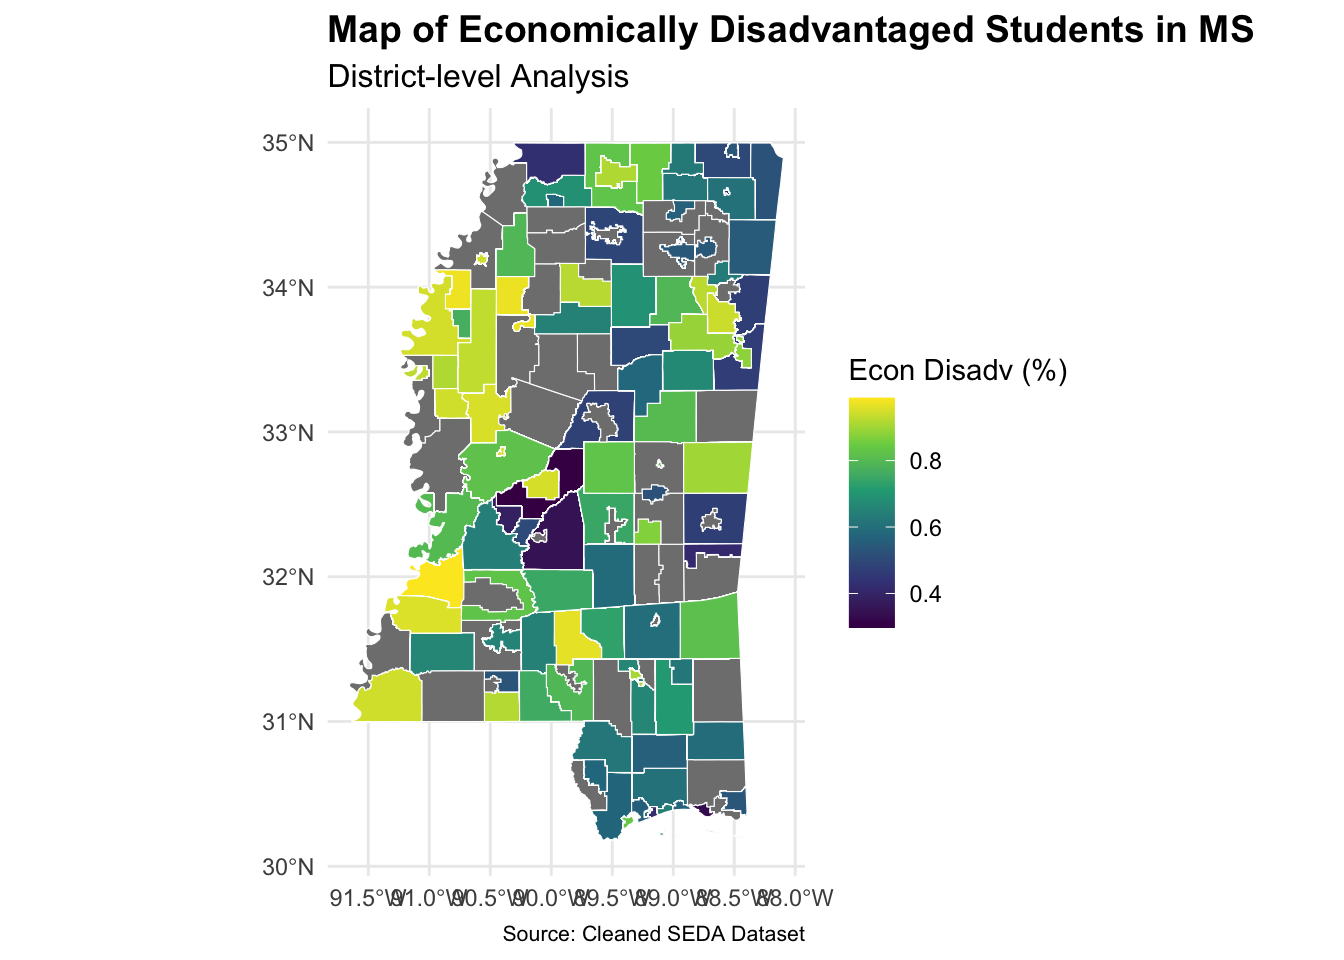 Map of Economically Disadvantaged Students in MS
District-level Analysis
35°N
34°N
33°N
32°N
31°N
30°N
91.5°W 91.0°W 90.5°W 90.0°W 89.5°W 89.0°W 88.5°W 88.0°W
Econ Disadv (%)
0.8
0.6
0.4
Source: Cleaned SEDA Dataset